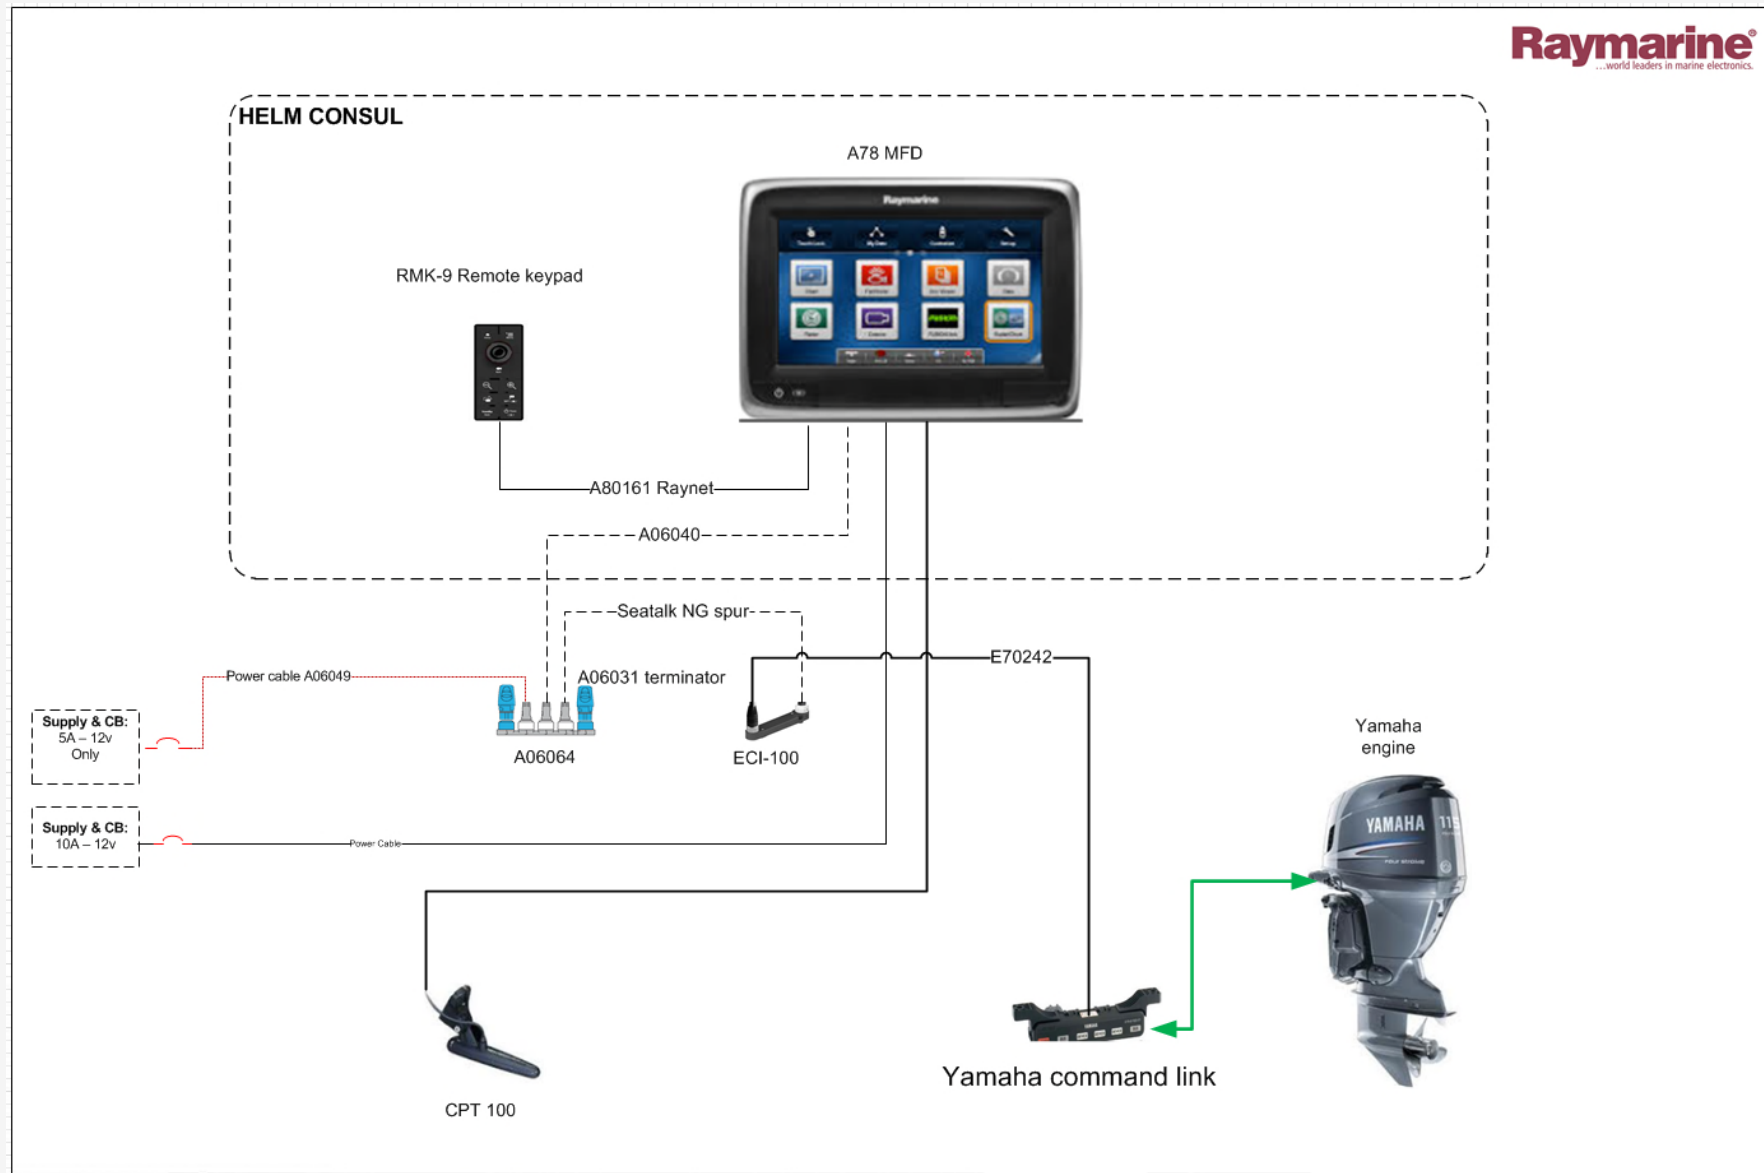 Raymarine®
...world leaders in marine electronics.
HELM CONSUL
A78 MFD
Raymarine
RMK-9 Remote keypad
A80161 Raynet
A06040
Seatalk NG spur
E70242
Power cable A06049
A06031 terminator
Supply & CB:
5A – 12v
Only
A06064
ECI-100
Yamaha
engine
Supply & CB:
10A – 12v
Power Cable
YAMAHA
115
Yamaha command link
CPT 100